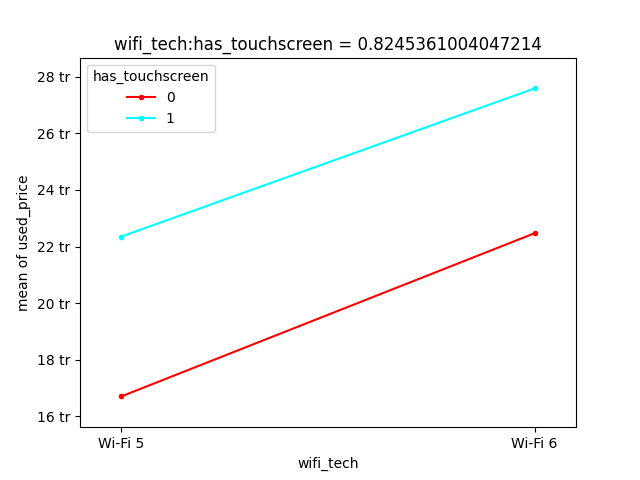 wifi_tech:has_touchscreen = 0.8245361004047214
has_touchscreen
0
1
28 tr
26 tr
24 tr
22 tr
20 tr
18 tr
16 tr
mean of used_price
Wi-Fi 5
Wi-Fi 6
wifi_tech